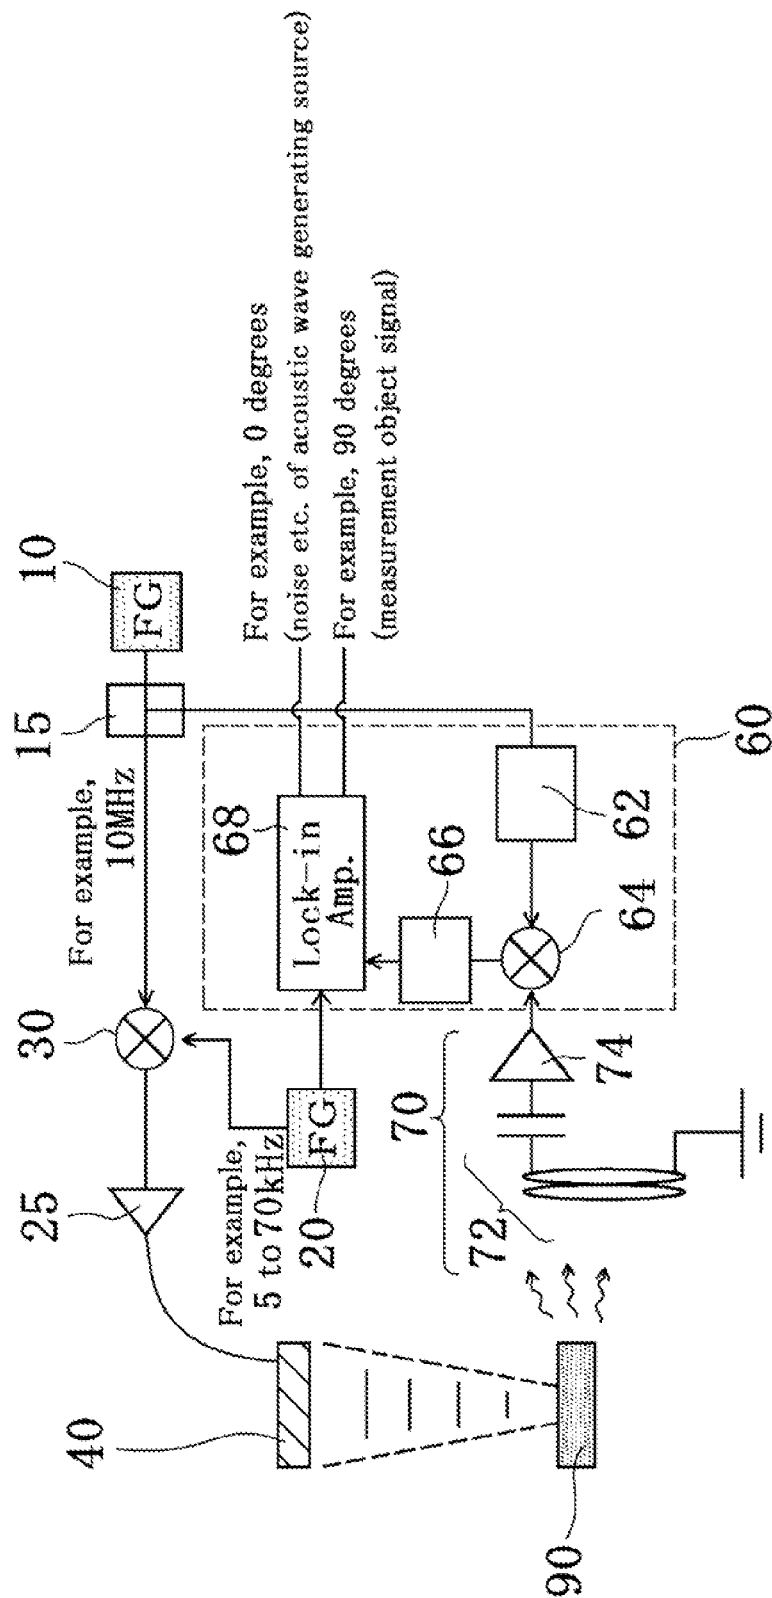 10
FG
15
For example,
10MHz
30
25
40
For example, 0 degrees
(noise etc. of acoustic wave generating source)
For example, 90 degrees
(measurement object signal)
68
Lock-in
Amp.
66
62
64
60
FG
20
For example,
5 to 70kHz
70
72
74
90